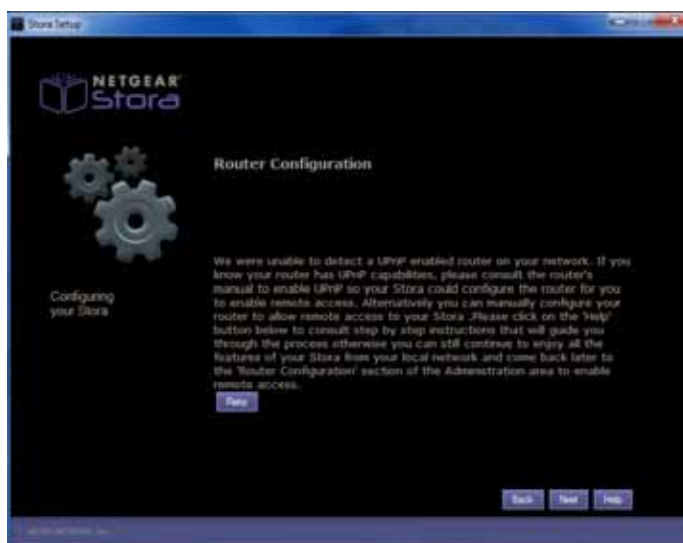 Stora Setup
NETGEAR®
Stora
Router Configuration
We were unable to detect a UPnP enabled router on your network. If you
know your router has UPnP capabilities, please consult the router's
manual to enable UPnP so your Stora could configure the router for you
to enable remote access. Alternatively you can manually configure your
router to allow remote access to your Stora .Please click on the 'Help'
button below to consult step by step instructions that will guide you
through the process otherwise you can still continue to enjoy all the
features of your Stora from your local network and come back later to
the 'Router Configuration' section of the Administration area to enable
remote access.
Configuring
your Stora
Retry
Back Next Help